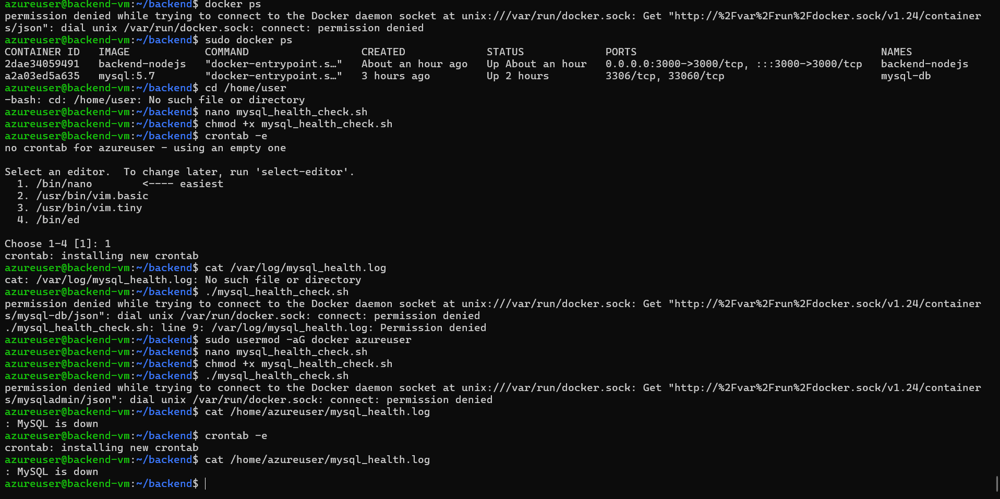 azureuser@backend-vm:~/backend$ docker ps
permission denied while trying to connect to the Docker daemon socket at unix:///var/run/docker.sock: Get "http://%2Fvar%2Frun%2Fdocker.sock/v1.24/container
s/json": dial unix /var/run/docker.sock: connect: permission denied
azureuser@backend-vm:~/backend$ sudo docker ps
CONTAINER ID   IMAGE            COMMAND                  CREATED             STATUS             PORTS                                       NAMES
2dae34059491   backend-nodejs   "docker-entrypoint.s…"   About an hour ago   Up About an hour   0.0.0.0:3000->3000/tcp, :::3000->3000/tcp   backend-nodejs
a2a03ed5a635   mysql:5.7        "docker-entrypoint.s…"   3 hours ago         Up 2 hours         3306/tcp, 33060/tcp                         mysql-db
azureuser@backend-vm:~/backend$ cd /home/user
-bash: cd: /home/user: No such file or directory
azureuser@backend-vm:~/backend$ nano mysql_health_check.sh
azureuser@backend-vm:~/backend$ chmod +x mysql_health_check.sh
azureuser@backend-vm:~/backend$ crontab -e
no crontab for azureuser - using an empty one

Select an editor.  To change later, run 'select-editor'.
  1. /bin/nano        <---- easiest
  2. /usr/bin/vim.basic
  3. /usr/bin/vim.tiny
  4. /bin/ed

Choose 1-4 [1]: 1
crontab: installing new crontab
azureuser@backend-vm:~/backend$ cat /var/log/mysql_health.log
cat: /var/log/mysql_health.log: No such file or directory
azureuser@backend-vm:~/backend$ ./mysql_health_check.sh
permission denied while trying to connect to the Docker daemon socket at unix:///var/run/docker.sock: Get "http://%2Fvar%2Frun%2Fdocker.sock/v1.24/container
s/mysql-db/json": dial unix /var/run/docker.sock: connect: permission denied
./mysql_health_check.sh: line 9: /var/log/mysql_health.log: Permission denied
azureuser@backend-vm:~/backend$ sudo usermod -aG docker azureuser
azureuser@backend-vm:~/backend$ nano mysql_health_check.sh
azureuser@backend-vm:~/backend$ chmod +x mysql_health_check.sh
azureuser@backend-vm:~/backend$ ./mysql_health_check.sh
permission denied while trying to connect to the Docker daemon socket at unix:///var/run/docker.sock: Get "http://%2Fvar%2Frun%2Fdocker.sock/v1.24/container
s/mysqladmin/json": dial unix /var/run/docker.sock: connect: permission denied
azureuser@backend-vm:~/backend$ cat /home/azureuser/mysql_health.log
: MySQL is down
azureuser@backend-vm:~/backend$ crontab -e
crontab: installing new crontab
azureuser@backend-vm:~/backend$ cat /home/azureuser/mysql_health.log
: MySQL is down
azureuser@backend-vm:~/backend$